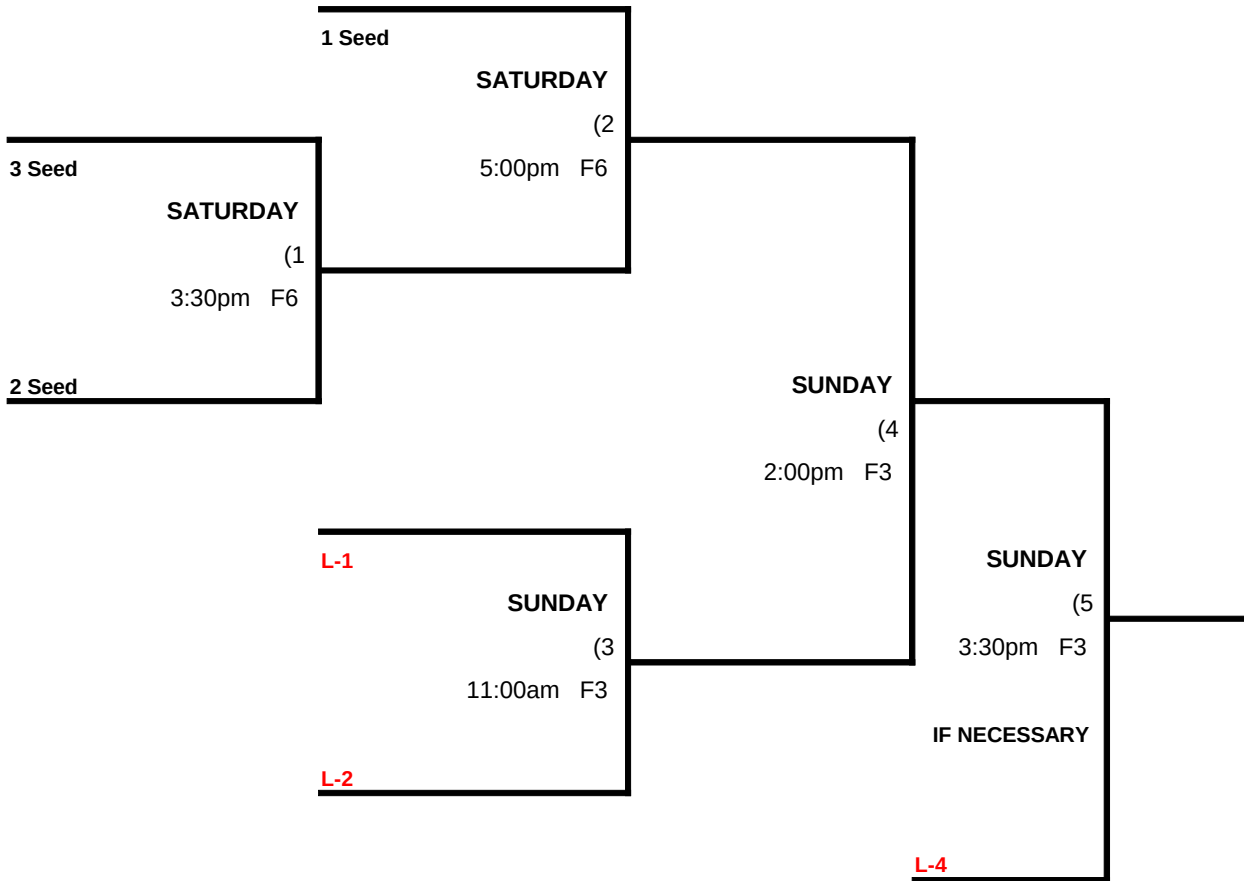 1 Seed
SATURDAY
(2
5:00pm F6
3 Seed
SATURDAY
(1
3:30pm F6
2 Seed
SUNDAY
(4
2:00pm F3
L-1
SUNDAY
(3
11:00am F3
L-2
SUNDAY
(5
3:30pm F3
IF NECESSARY
L-4